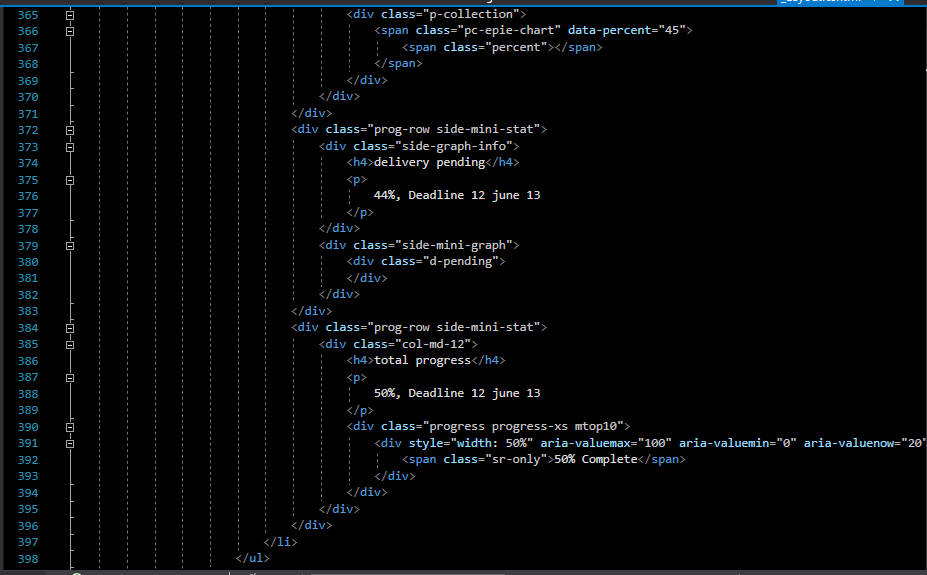 365 <div class="p-collection">
366 <span class="pc-epie-chart" data-percent="45">
367 <span class="percent"></span>
368 </span>
369 </div>
370 </div>
371 </div>
372 <div class="prog-row side-mini-stat">
373 <div class="side-graph-info">
374 <h4>delivery pending</h4>
375 <p>
376 44%, Deadline 12 june 13
377 </p>
378 </div>
379 <div class="side-mini-graph">
380 <div class="d-pending">
381 </div>
382 </div>
383 </div>
384 <div class="prog-row side-mini-stat">
385 <div class="col-md-12">
386 <h4>total progress</h4>
387 <p>
388 50%, Deadline 12 june 13
389 </p>
390 <div class="progress progress-xs mtop10">
391 <div style="width: 50%" aria-valuemax="100" aria-valuemin="0" aria-valuenow="20"
392 <span class="sr-only">50% Complete</span>
393 </div>
394 </div>
395 </div>
396 </div>
397 </li>
398 </ul>